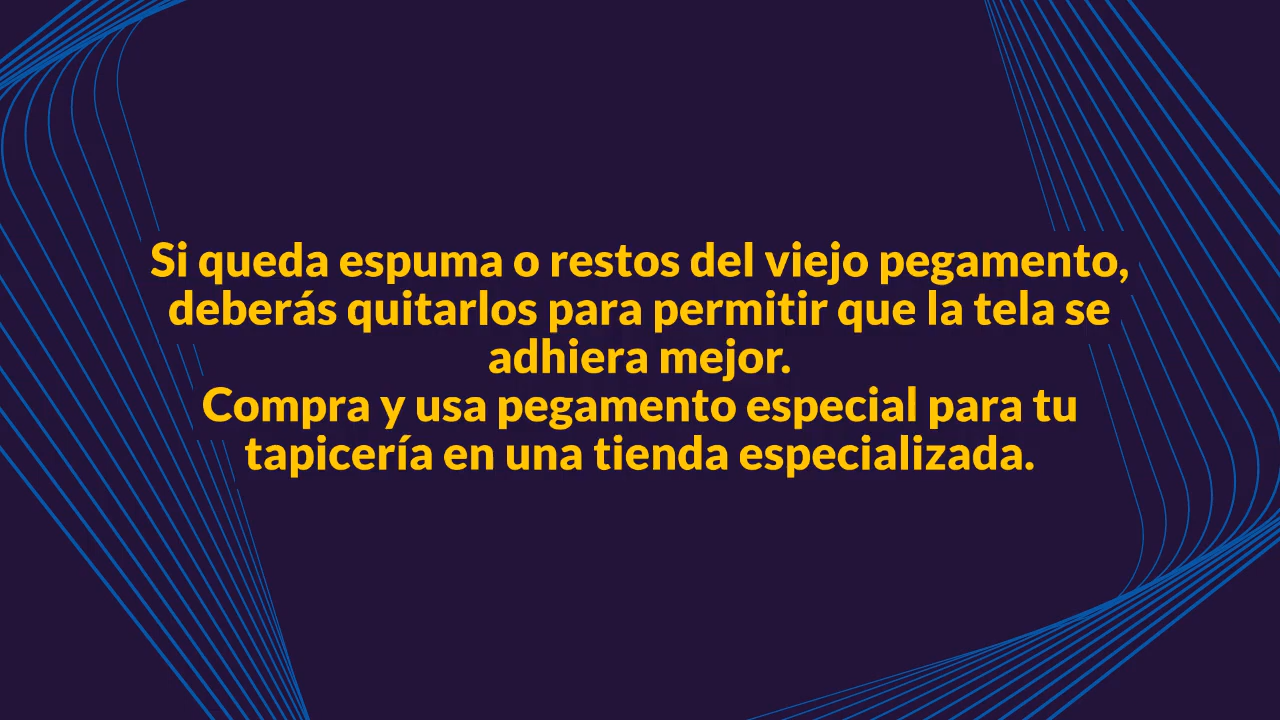 Si queda espuma o restos del viejo pegamento,
deberás quitarlos para permitir que la tela se
adhiera mejor.
Compra y usa pegamento especial para tu
tapicería en una tienda especializada.